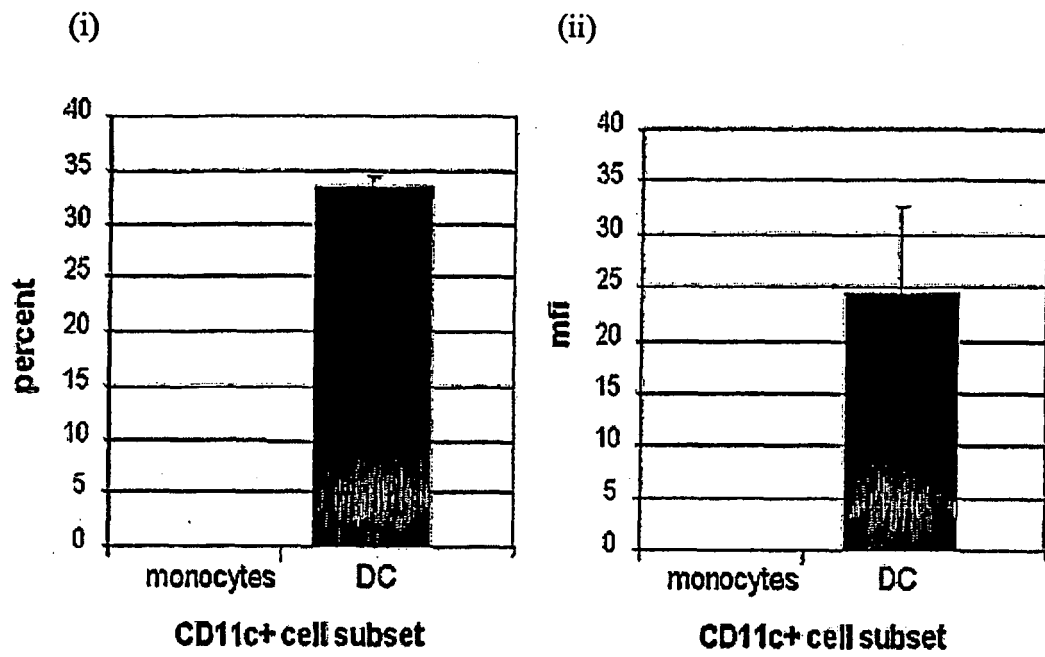 (i)
40
35
30
25
20
15
10
5
0
percent
monocytes DC
CD11c+ cell subset
(ii)
40
35
30
25
20
15
10
5
0
mfi
monocytes DC
CD11c+ cell subset